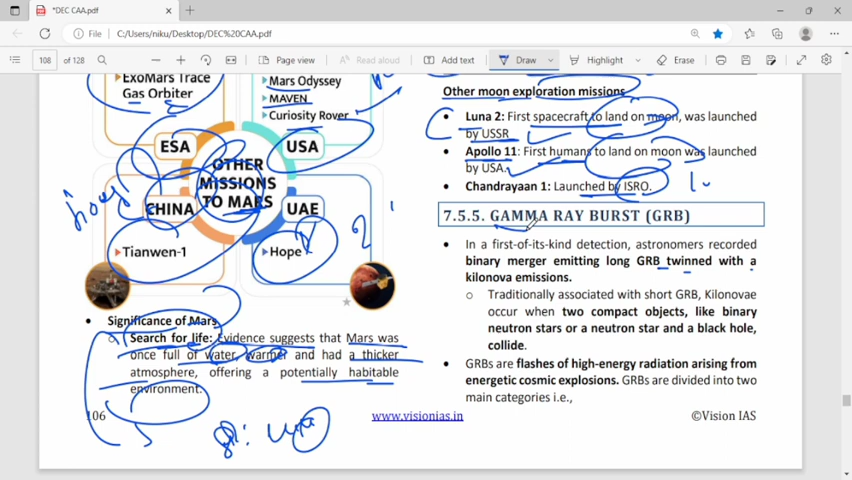 DEC CAA.pdf
File
C:/Users/niku/Desktop/DEC%20CAA.pdf
108 of 128
Page view
Read aloud
Add text
Draw
Highlight
Erase
ExoMars Trace
Gas Orbiter
Mars Odyssey
MAVEN
Curiosity Rover
ESA
USA
OTHER
MISSIONS
TO MARS
CHINA
UAE
Tianwen-1
Hope
• Significance of Mars
Search for life: Evidence suggests that Mars was
once full of water, warmer and had a thicker
atmosphere, offering a potentially habitable
environment.
106
Other moon exploration missions
• Luna 2: First spacecraft to land on moon, was launched
by USSR
• Apollo 11: First humans to land on moon was launched
by USA.
• Chandrayaan 1: Launched by ISRO.
7.5.5. GAMMA RAY BURST (GRB)
• In a first-of-its-kind detection, astronomers recorded
binary merger emitting long GRB twinned with a
kilonova emissions.
o Traditionally associated with short GRB, Kilonovae
occur when two compact objects, like binary
neutron stars or a neutron star and a black hole,
collide.
• GRBs are flashes of high-energy radiation arising from
energetic cosmic explosions. GRBs are divided into two
main categories i.e.,
www.visionias.in
©Vision IAS